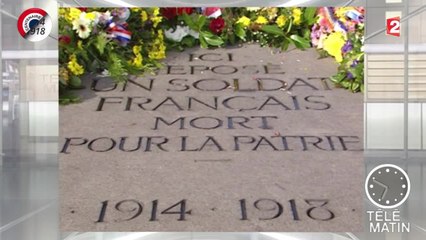 ICI
REPOSE
UN SOLDAT
FRANÇAIS
MORT
POUR LA PATRIE
1914 1918
2
TÉLÉ
MATIN